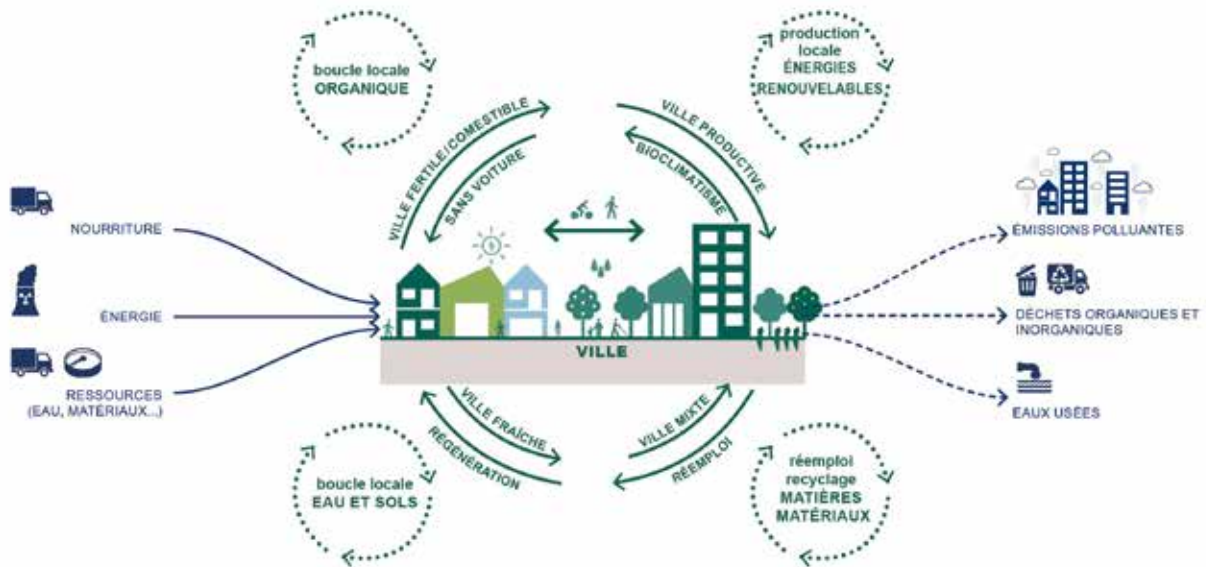 boucle locale
ORGANIQUE
production
locale
ÉNERGIES
RENOUVELABLES
VILLE FERTILE/COMESTIBLE
SANS VOITURE
VILLE PRODUCTIVE
BIOCLIMATISME
NOURRITURE
ÉNERGIE
RESSOURCES
(EAU, MATÉRIAUX...)
VILLE
ÉMISSIONS POLLUANTES
DÉCHETS ORGANIQUES ET
INORGANIQUES
EAUX USÉES
VILLE FRAÎCHE
RÉGÉNÉRATION
VILLE MIXTE
RÉEMPLOI
boucle locale
EAU ET SOLS
réemploi
recyclage
MATIÈRES
MATÉRIAUX